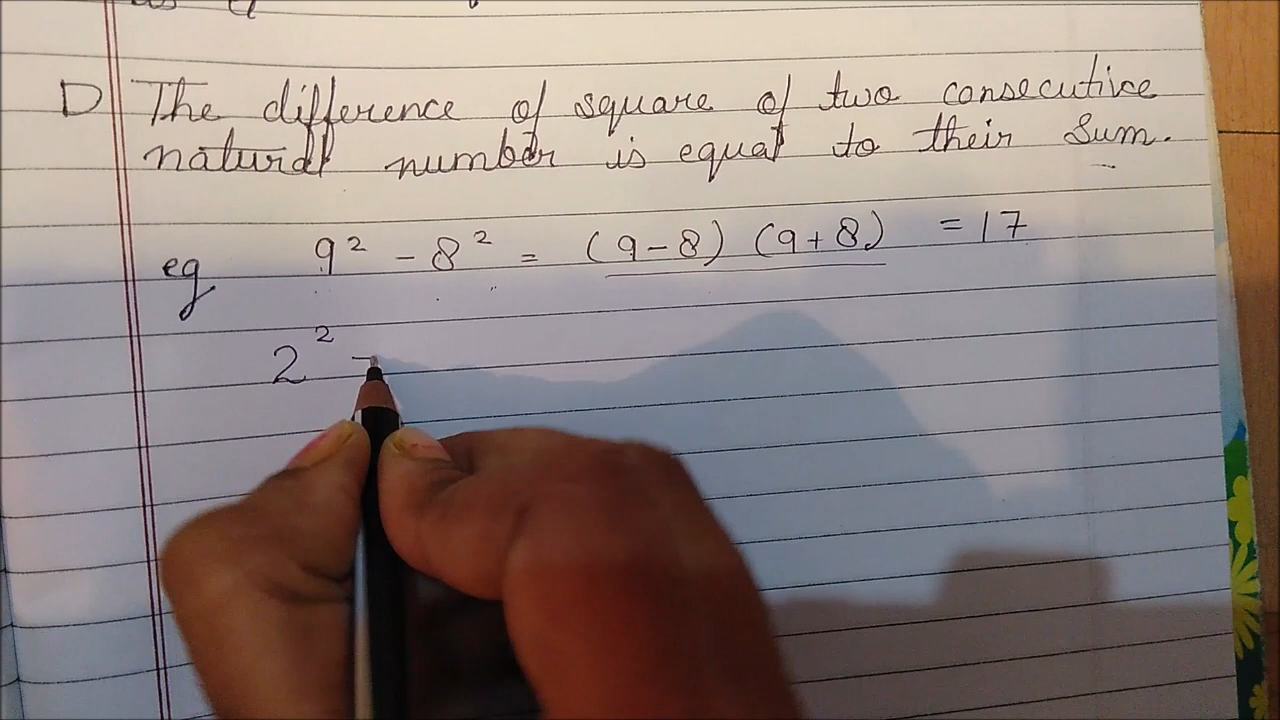 D The difference of square of two consecutive
natural number is equal to their Sum.
eg 9² - 8² = (9-8) (9+8) = 17
2² -